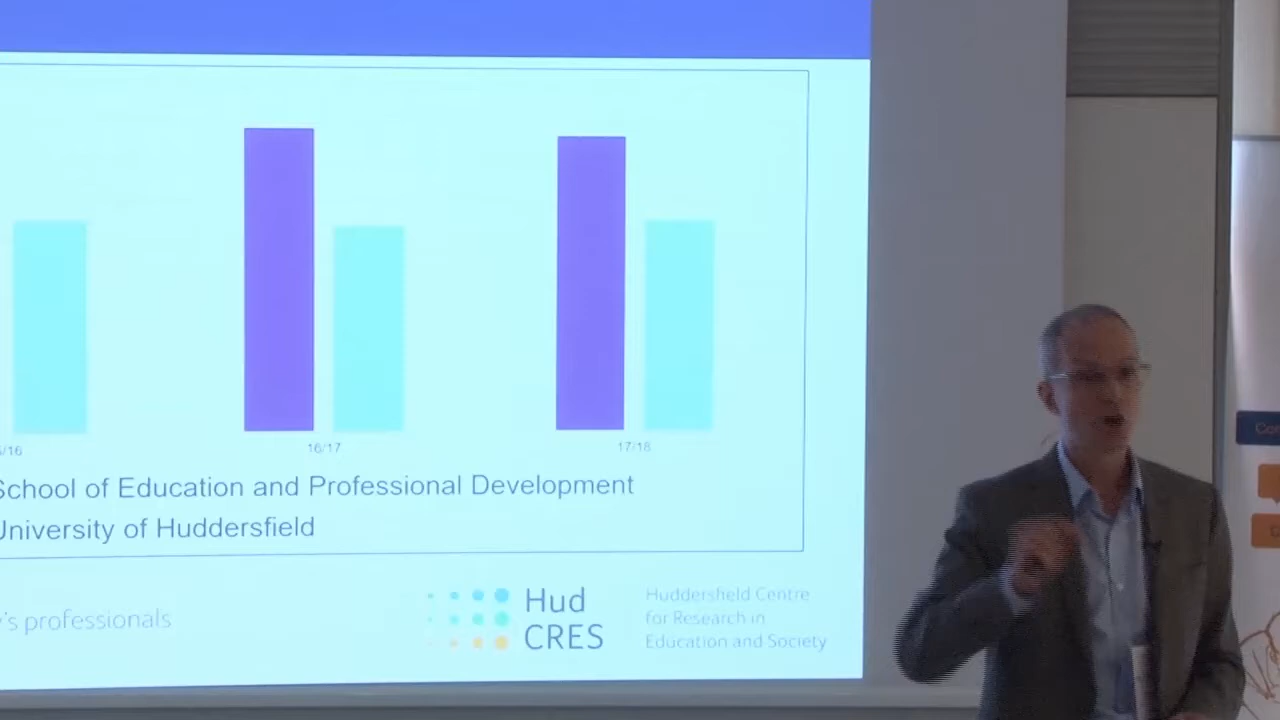 16/17
17/18
School of Education and Professional Development
University of Huddersfield
y's professionals
Hud
CRES
Huddersfield Centre
for Research in
Education and Society